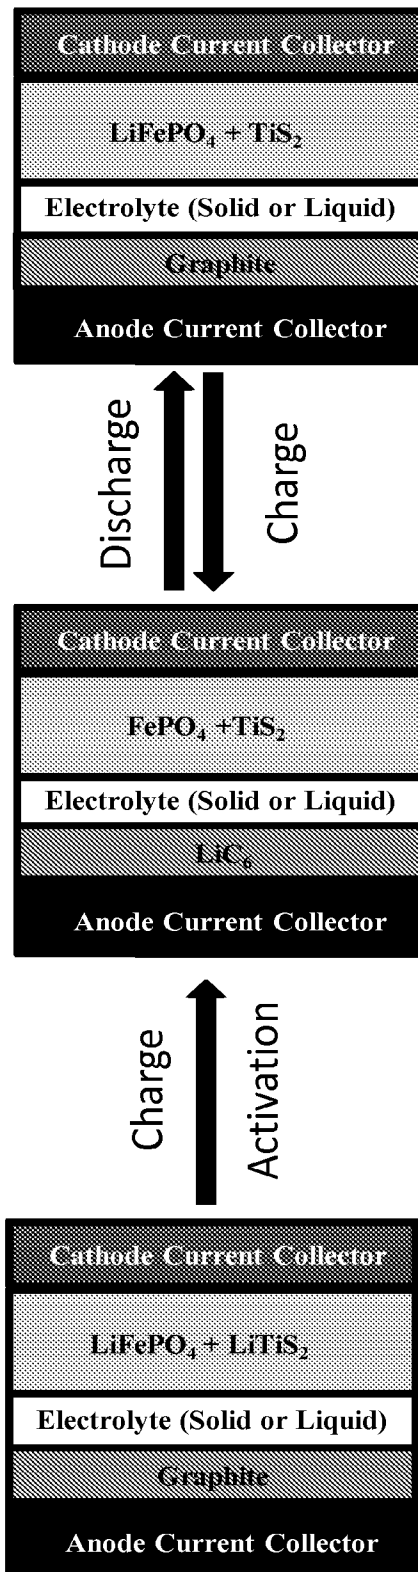 Cathode Current Collector
LiFePO₄ + TiS₂
Electrolyte (Solid or Liquid)
Graphite
Anode Current Collector
Discharge
Charge
Cathode Current Collector
FePO₄ +TiS₂
Electrolyte (Solid or Liquid)
LiC₆
Anode Current Collector
Charge
Activation
Cathode Current Collector
LiFePO₄ + LiTiS₂
Electrolyte (Solid or Liquid)
Graphite
Anode Current Collector